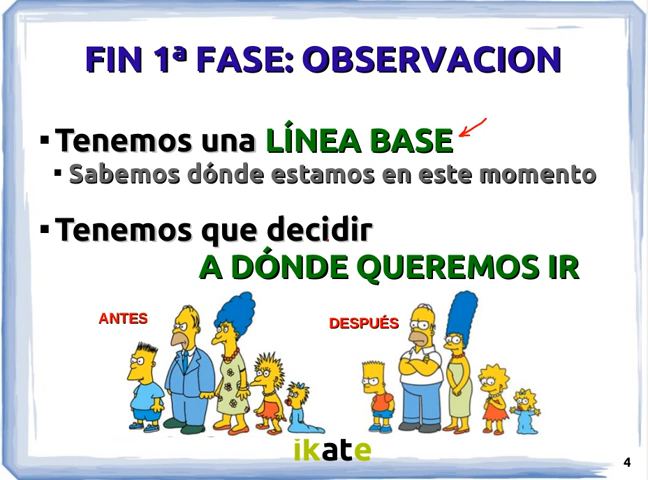 FIN 1ª FASE: OBSERVACION
Tenemos una LÍNEA BASE
Sabemos dónde estamos en este momento
Tenemos que decidir
A DÓNDE QUEREMOS IR
ANTES
DESPUÉS
ikate
4